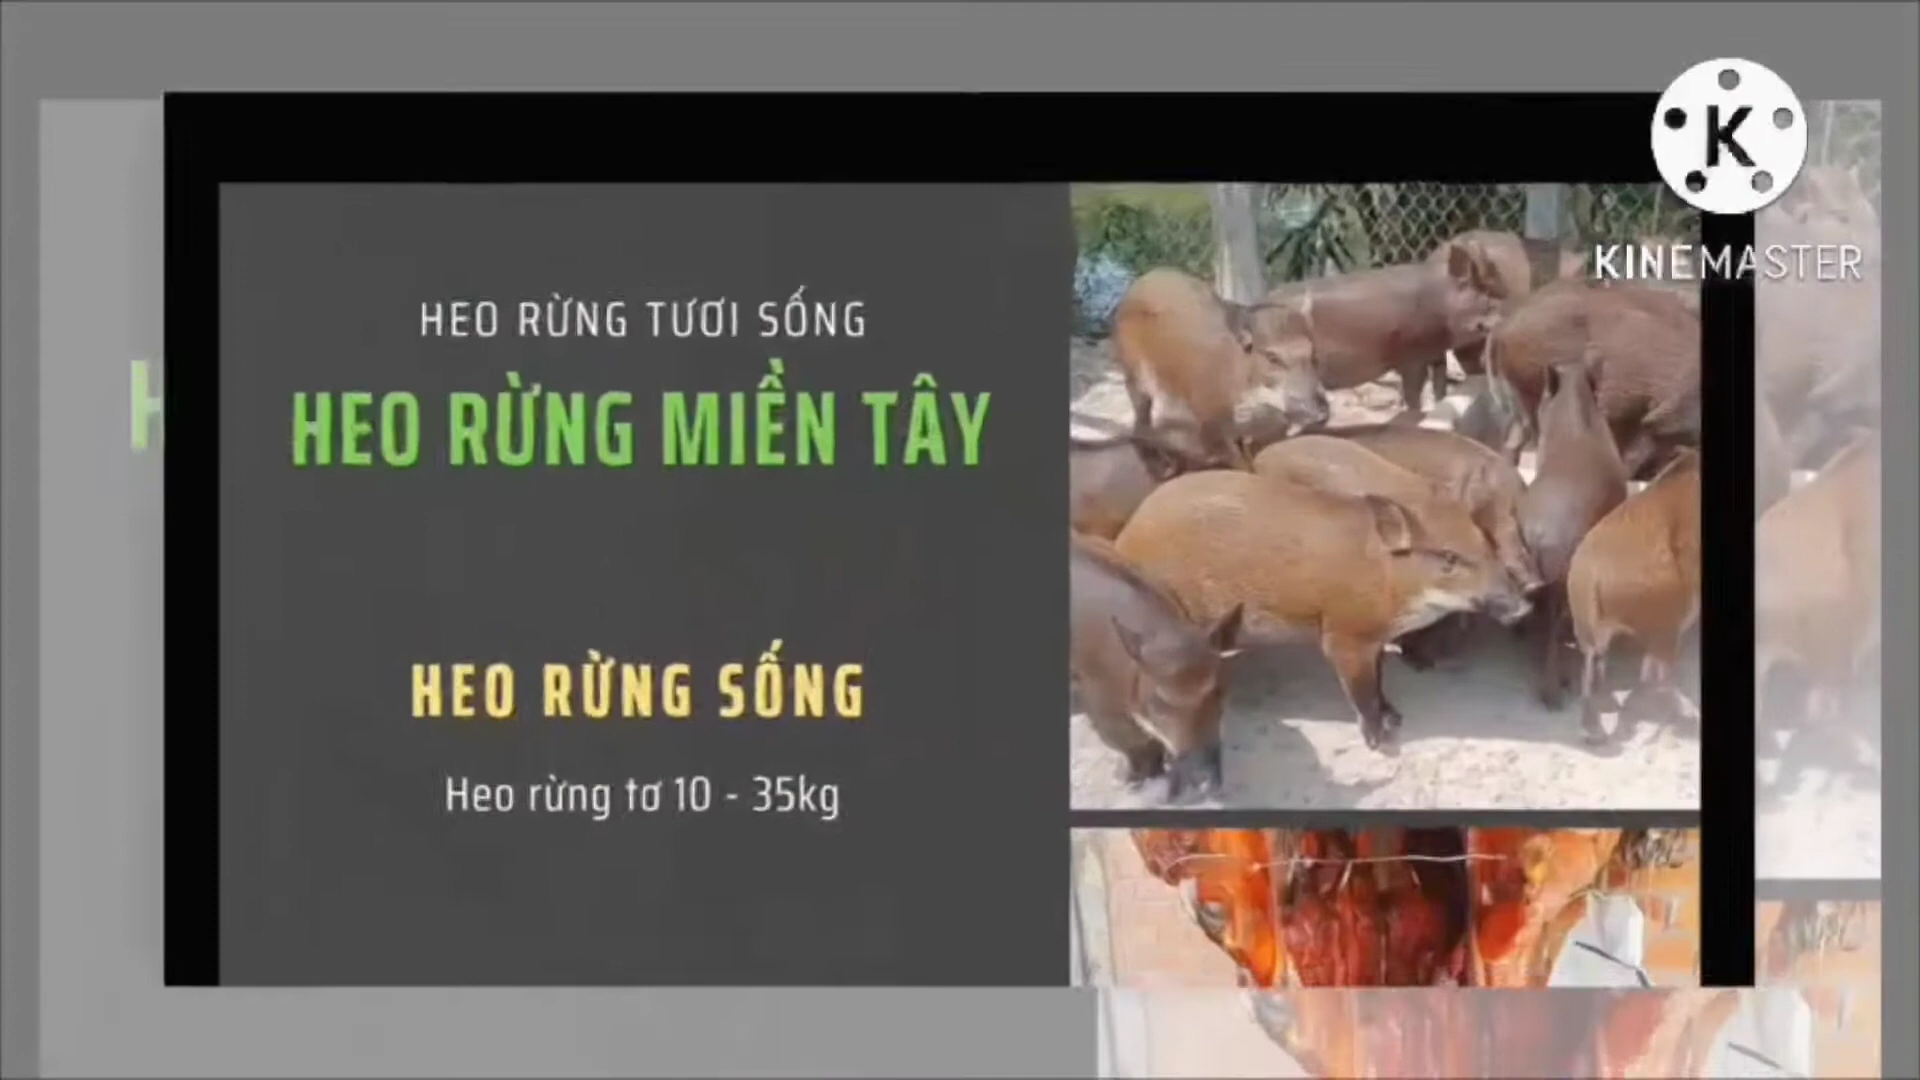 K
KINEMASTER
HEO RỪNG TƯƠI SỐNG
HEO RỪNG MIỀN TÂY
HEO RỪNG SỐNG
Heo rừng tơ 10 - 35kg
H